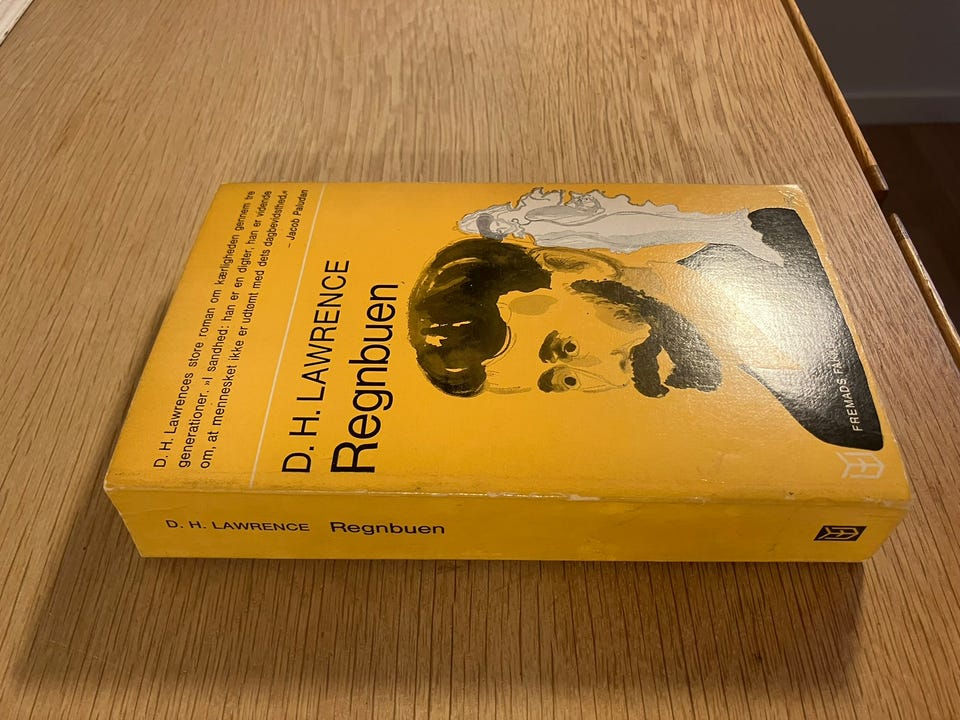 D. H. Lawrences store roman om kærligheden gennem tre
generationer. »I sandhed: han er en digter, han er vidende
om, at mennesket ikke er udtømt med dets dagbevidsthed.«
– Jacob Paludan
D. H. LAWRENCE
Regnbuen
FREMADS FAL
D. H. LAWRENCE Regnbuen